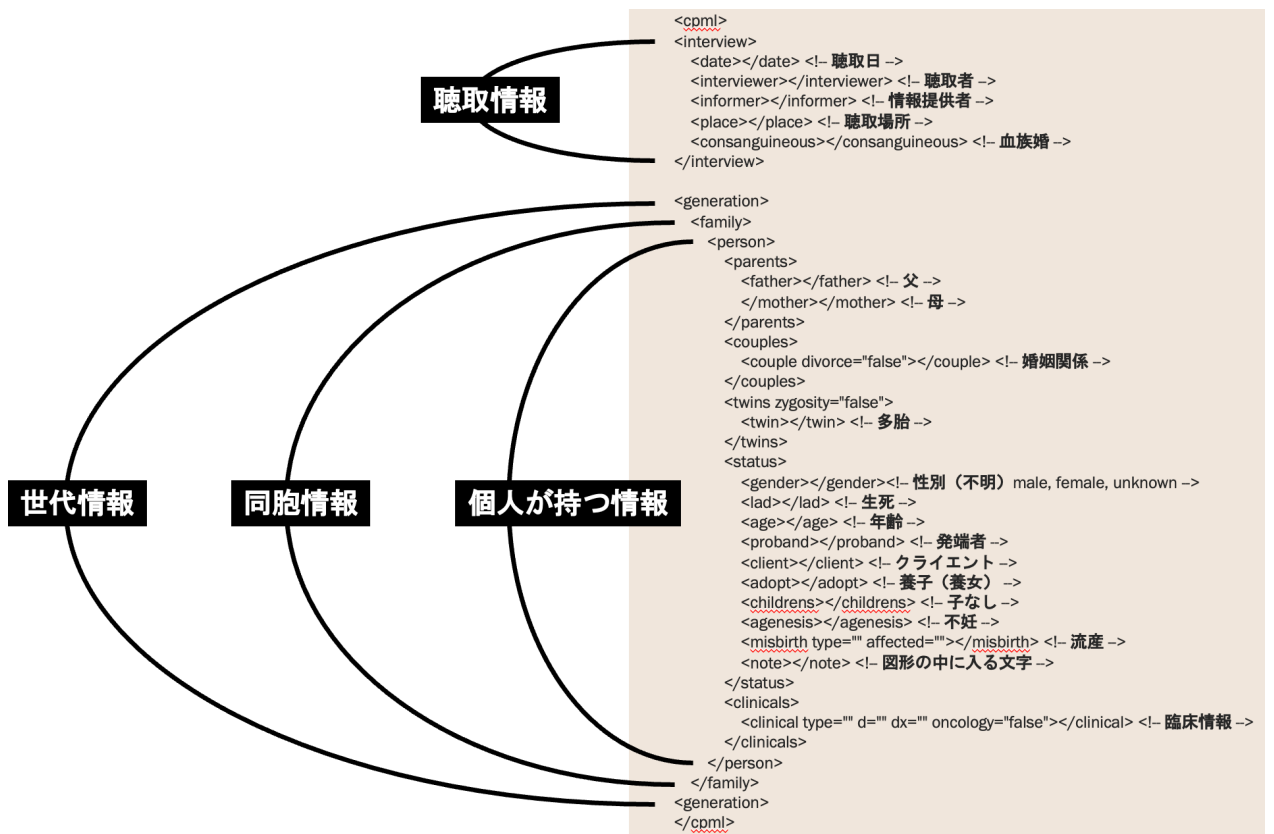 <cpml>
<interview>
<date></date> <!-- 聴取日 -->
<interviewer></interviewer> <!-- 聴取者 -->
<informer></informer> <!-- 情報提供者 -->
<place></place> <!-- 聴取場所 -->
<consanguineous></consanguineous> <!-- 血族婚 -->
</interview>
聴取情報
<generation>
<family>
<person>
<parents>
<father></father> <!-- 父 -->
</mother></mother> <!-- 母 -->
</parents>
<couples>
<couple divorce="false"></couple> <!-- 婚姻関係 -->
</couples>
<twins zygosity="false">
<twin></twin> <!-- 多胎 -->
</twins>
<status>
<gender></gender><!-- 性別（不明）male, female, unknown -->
<lad></lad> <!-- 生死 -->
<age></age> <!-- 年齢 -->
<proband></proband> <!-- 発端者 -->
<client></client> <!-- クライエント -->
<adopt></adopt> <!-- 養子（養女） -->
<childrens></childrens> <!-- 子なし -->
<agenesis></agenesis> <!-- 不妊 -->
<misbirth type="" affected=""></misbirth> <!-- 流産 -->
<note></note> <!-- 図形の中に入る文字 -->
</status>
<clinicals>
<clinical type="" d="" dx="" oncology="false"></clinical> <!-- 臨床情報 -->
</clinicals>
</person>
</family>
<generation>
</cpml>
世代情報
同胞情報
個人が持つ情報